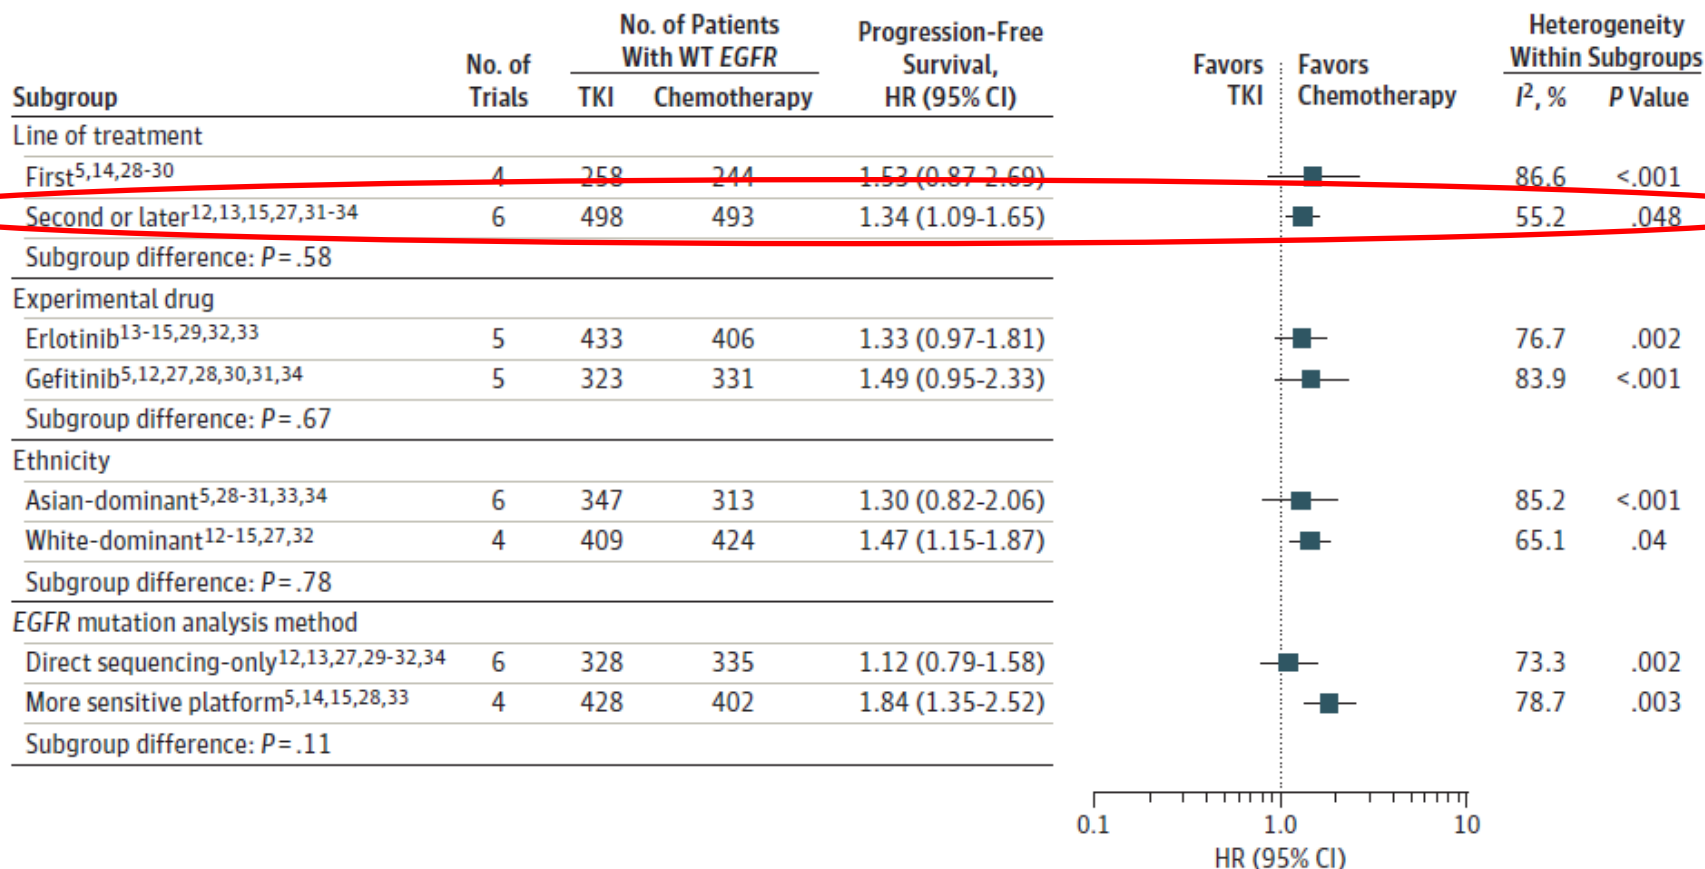 No. of Patients With WT EGFR
Progression-Free Survival, HR (95% CI)
Heterogeneity Within Subgroups
Subgroup No. of Trials TKI Chemotherapy Favors TKI Favors Chemotherapy I², % P Value
Line of treatment
First5,14,28-30 4 258 244 1.53 (0.87-2.69) 86.6 <.001
Second or later12,13,15,27,31-34 6 498 493 1.34 (1.09-1.65) 55.2 .048
Subgroup difference: P = .58
Experimental drug
Erlotinib13-15,29,32,33 5 433 406 1.33 (0.97-1.81) 76.7 .002
Gefitinib5,12,27,28,30,31,34 5 323 331 1.49 (0.95-2.33) 83.9 <.001
Subgroup difference: P = .67
Ethnicity
Asian-dominant5,28-31,33,34 6 347 313 1.30 (0.82-2.06) 85.2 <.001
White-dominant12-15,27,32 4 409 424 1.47 (1.15-1.87) 65.1 .04
Subgroup difference: P = .78
EGFR mutation analysis method
Direct sequencing-only12,13,27,29-32,34 6 328 335 1.12 (0.79-1.58) 73.3 .002
More sensitive platform5,14,15,28,33 4 428 402 1.84 (1.35-2.52) 78.7 .003
Subgroup difference: P = .11
0.1 1.0 10
HR (95% CI)